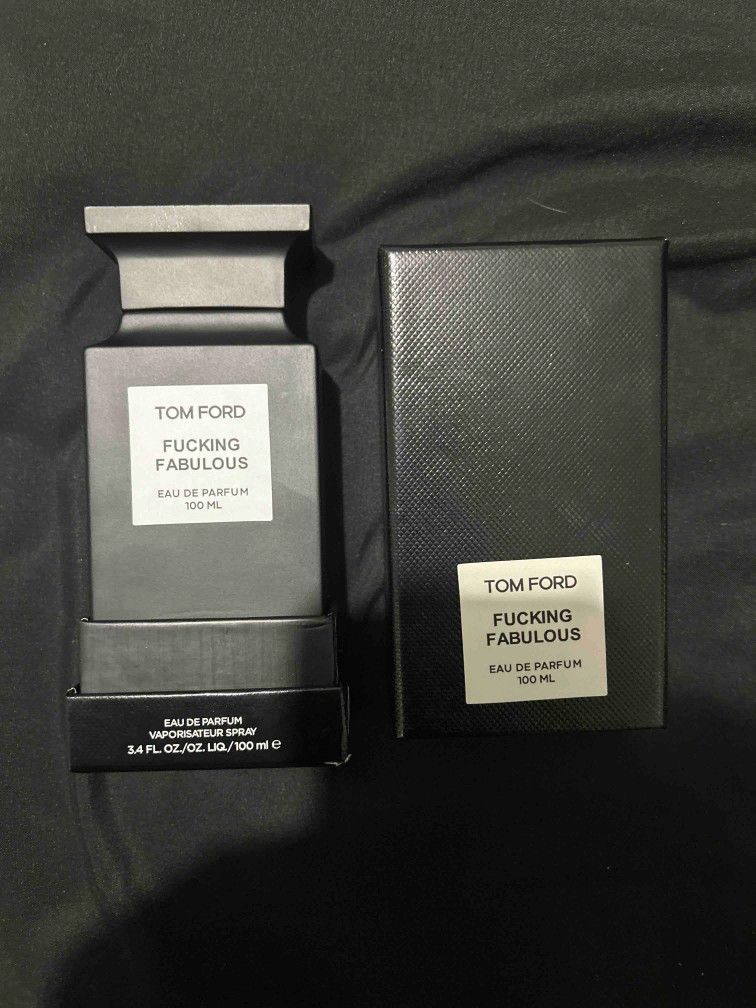 TOM FORD
FUCKING
FABULOUS
EAU DE PARFUM
100 ML
EAU DE PARFUM
VAPORISATEUR SPRAY
3.4 FL. OZ./OZ. LIQ./100 ml ℮
TOM FORD
FUCKING
FABULOUS
EAU DE PARFUM
100 ML